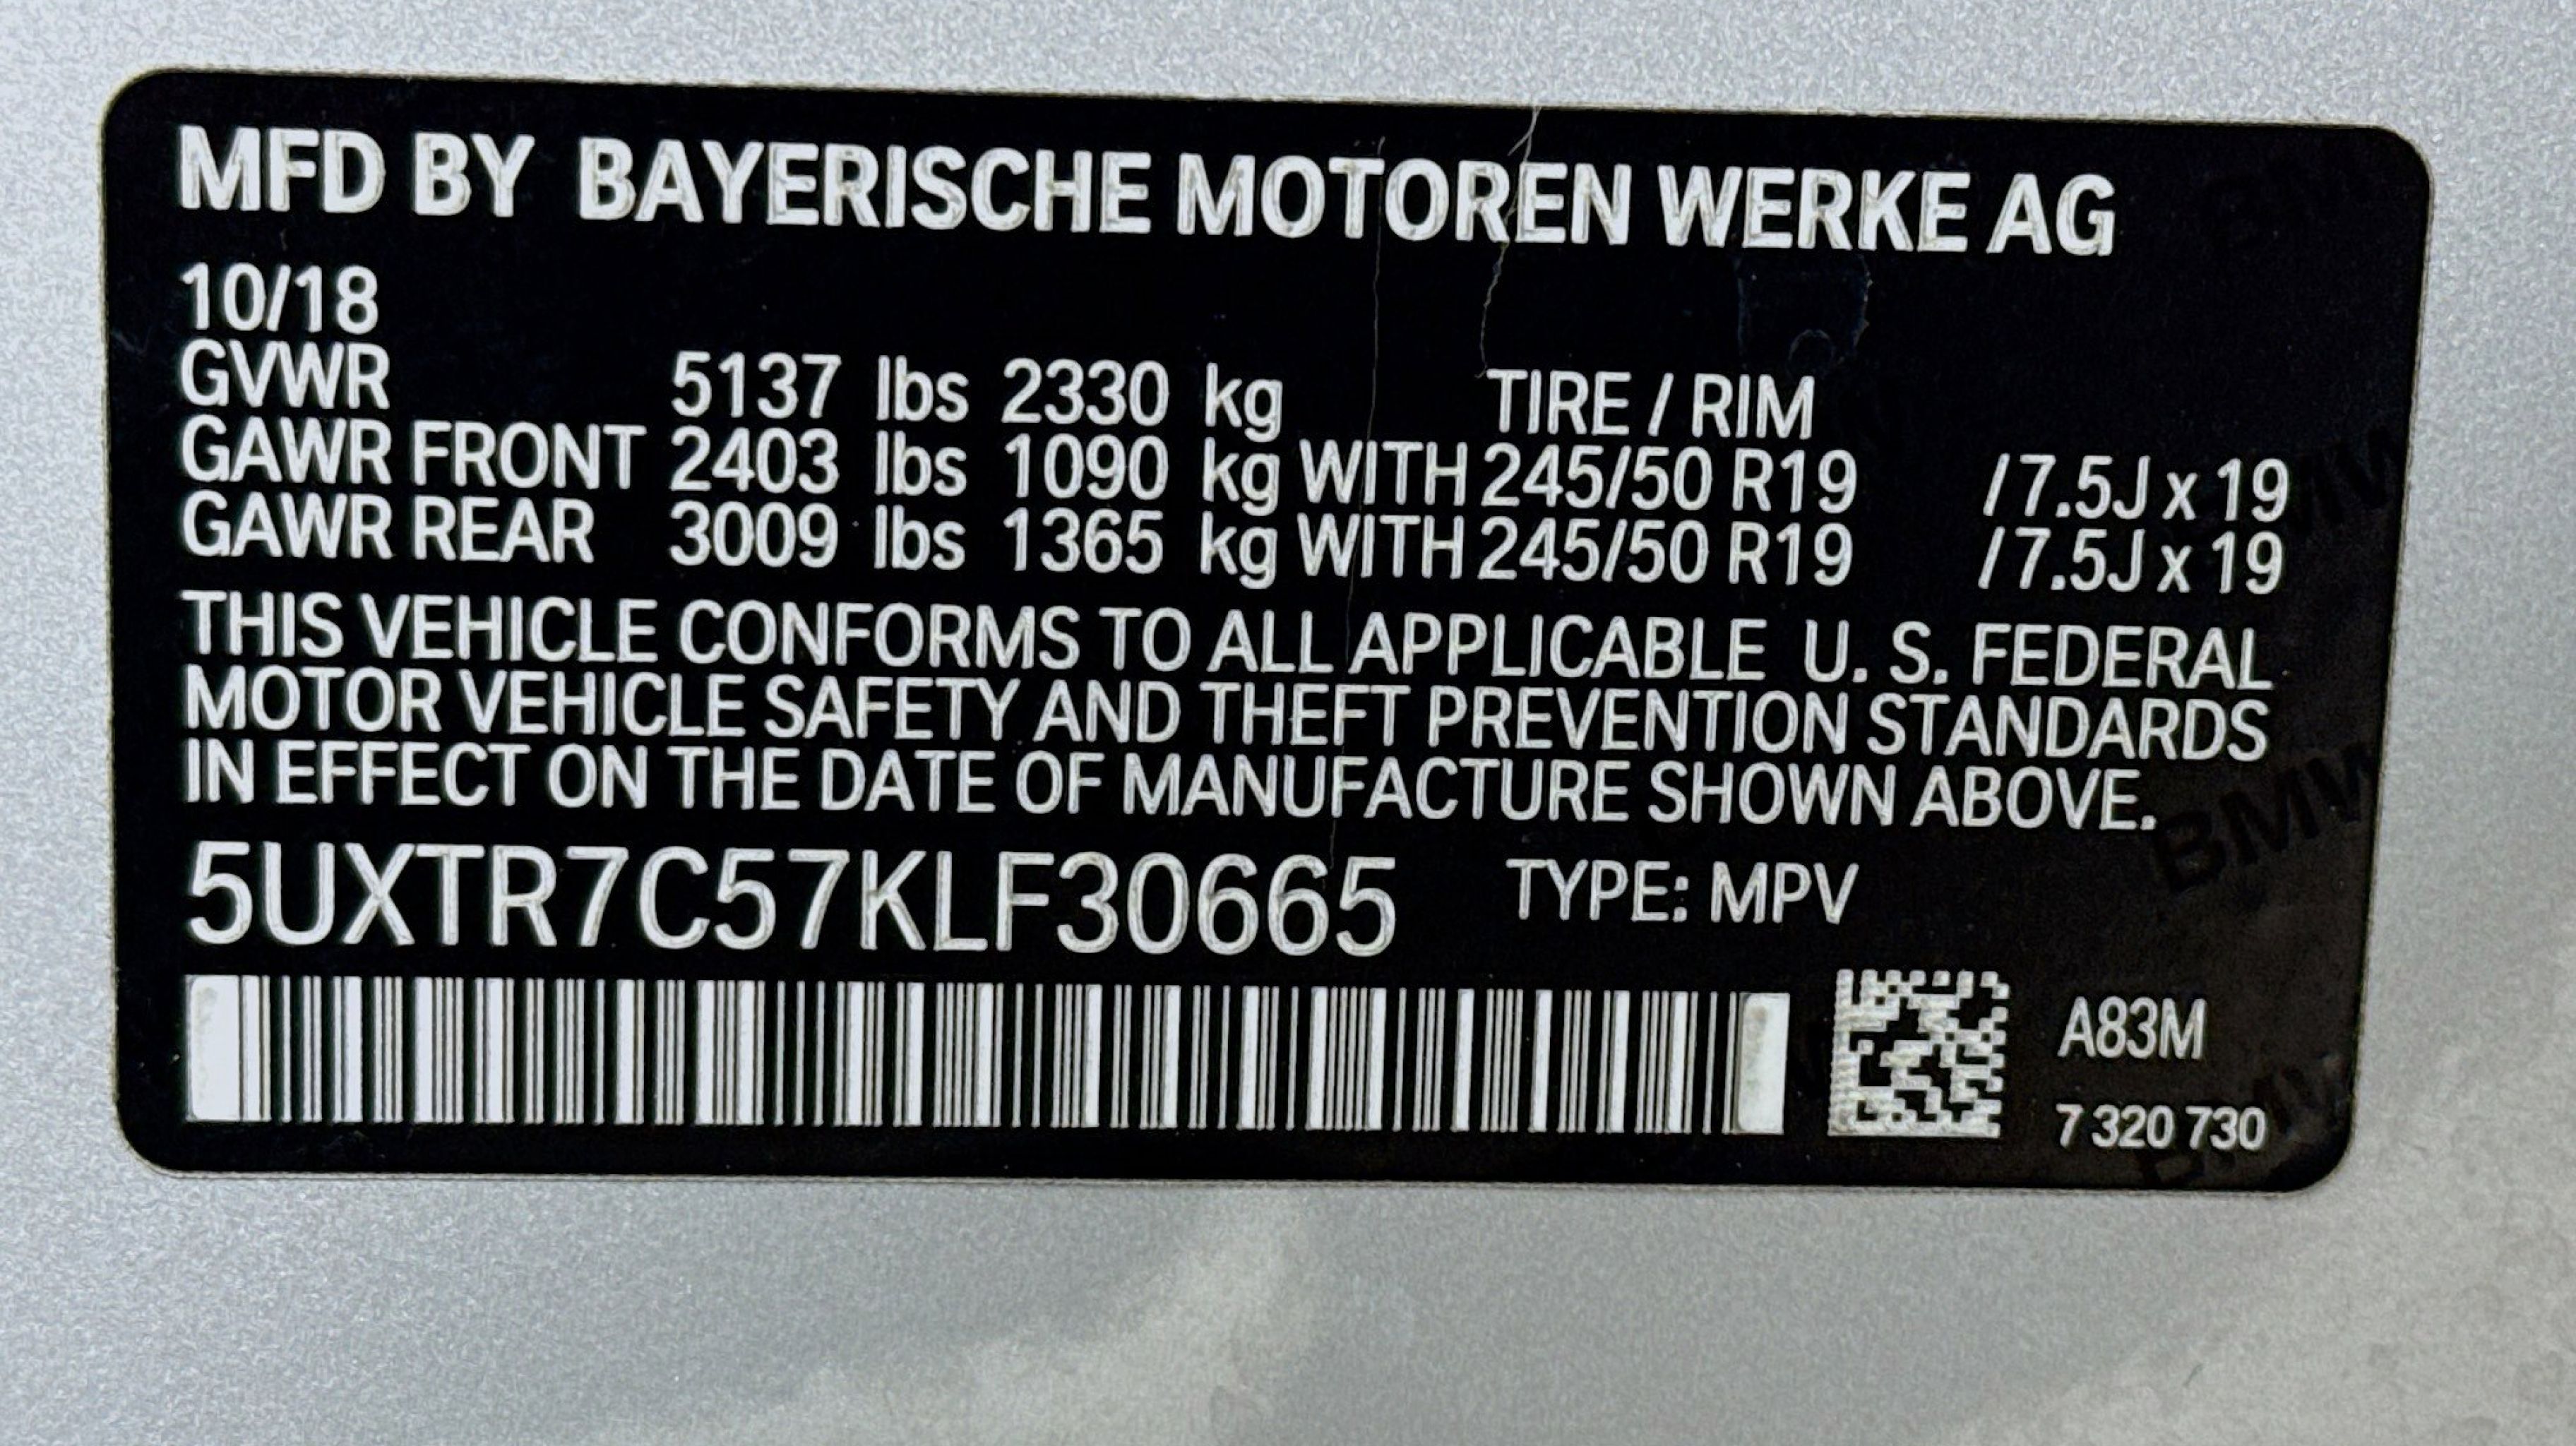 MFD BY BAYERISCHE MOTOREN WERKE AG
10/18
GVWR 5137 lbs 2330 kg TIRE / RIM
GAWR FRONT 2403 lbs 1090 kg WITH 245/50 R19 / 7.5J x 19
GAWR REAR 3009 lbs 1365 kg WITH 245/50 R19 / 7.5J x 19
THIS VEHICLE CONFORMS TO ALL APPLICABLE U. S. FEDERAL
MOTOR VEHICLE SAFETY AND THEFT PREVENTION STANDARDS
IN EFFECT ON THE DATE OF MANUFACTURE SHOWN ABOVE.
BMW
5UXTR7C57KLF30665 TYPE: MPV
A83M
7 320 730